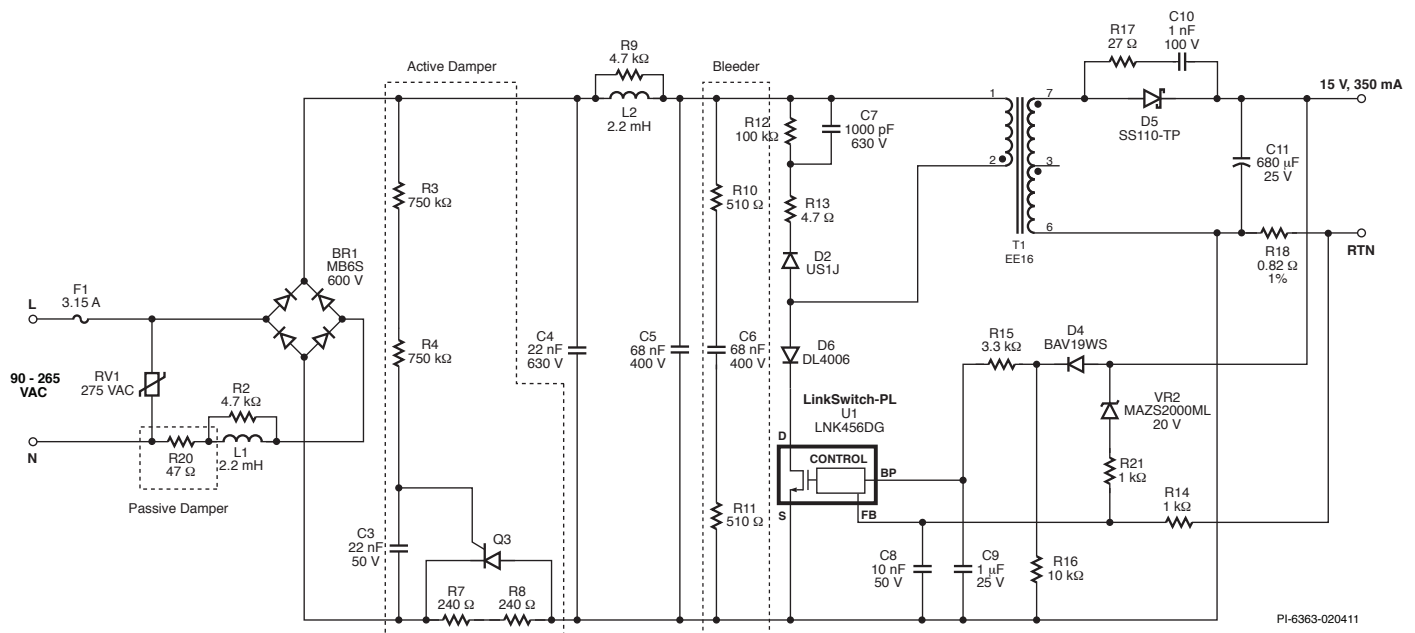 C10
1 nF
100 V
R17
27 Ω
R9
4.7 kΩ
L2
2.2 mH
Active Damper
Bleeder
15 V, 350 mA
1
7
D5
SS110-TP
R12
100 kΩ
C7
1000 pF
630 V
2
3
C11
680 μF
25 V
R3
750 kΩ
R10
510 Ω
R13
4.7 Ω
6
T1
EE16
R18
0.82 Ω
1%
RTN
D2
US1J
BR1
MB6S
600 V
F1
3.15 A
L
R4
750 kΩ
C4
22 nF
630 V
C5
68 nF
400 V
C6
68 nF
400 V
D6
DL4006
R15
3.3 kΩ
D4
BAV19WS
90 - 265
VAC
RV1
275 VAC
R2
4.7 kΩ
VR2
MAZS2000ML
20 V
LinkSwitch-PL
U1
LNK456DG
N
R20
47 Ω
L1
2.2 mH
D
CONTROL
BP
S
FB
R21
1 kΩ
R14
1 kΩ
Passive Damper
R11
510 Ω
C3
22 nF
50 V
Q3
R7
240 Ω
R8
240 Ω
C8
10 nF
50 V
C9
1 μF
25 V
R16
10 kΩ
PI-6363-020411